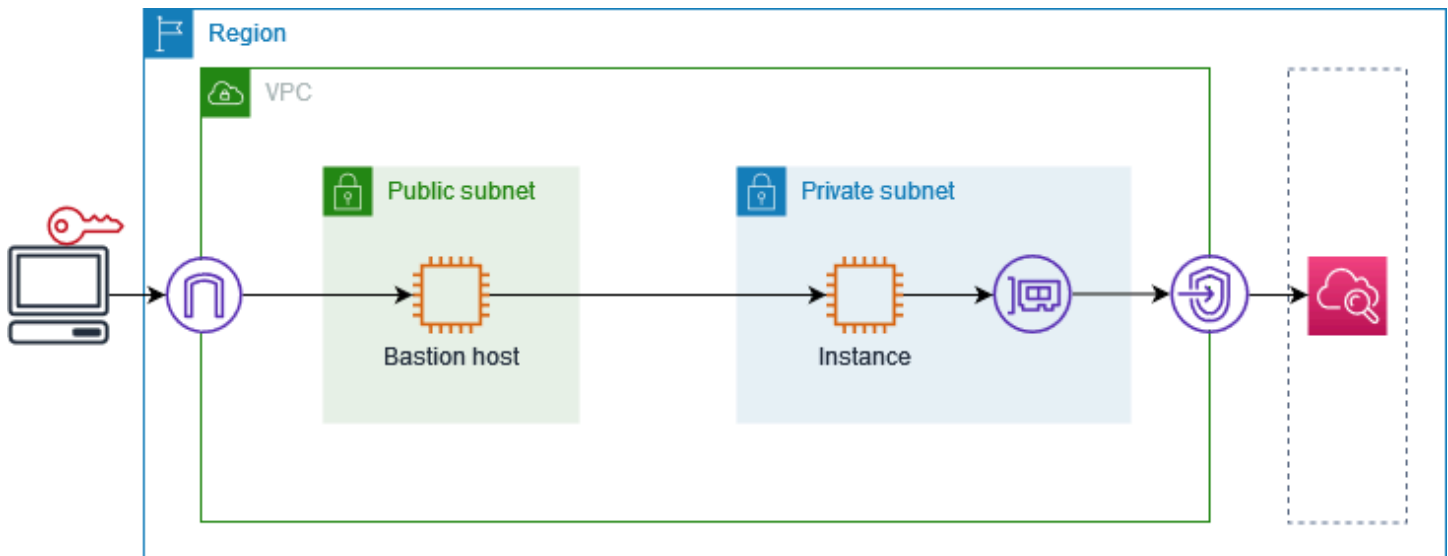 Region
VPC
Public subnet
Private subnet
Bastion host
Instance